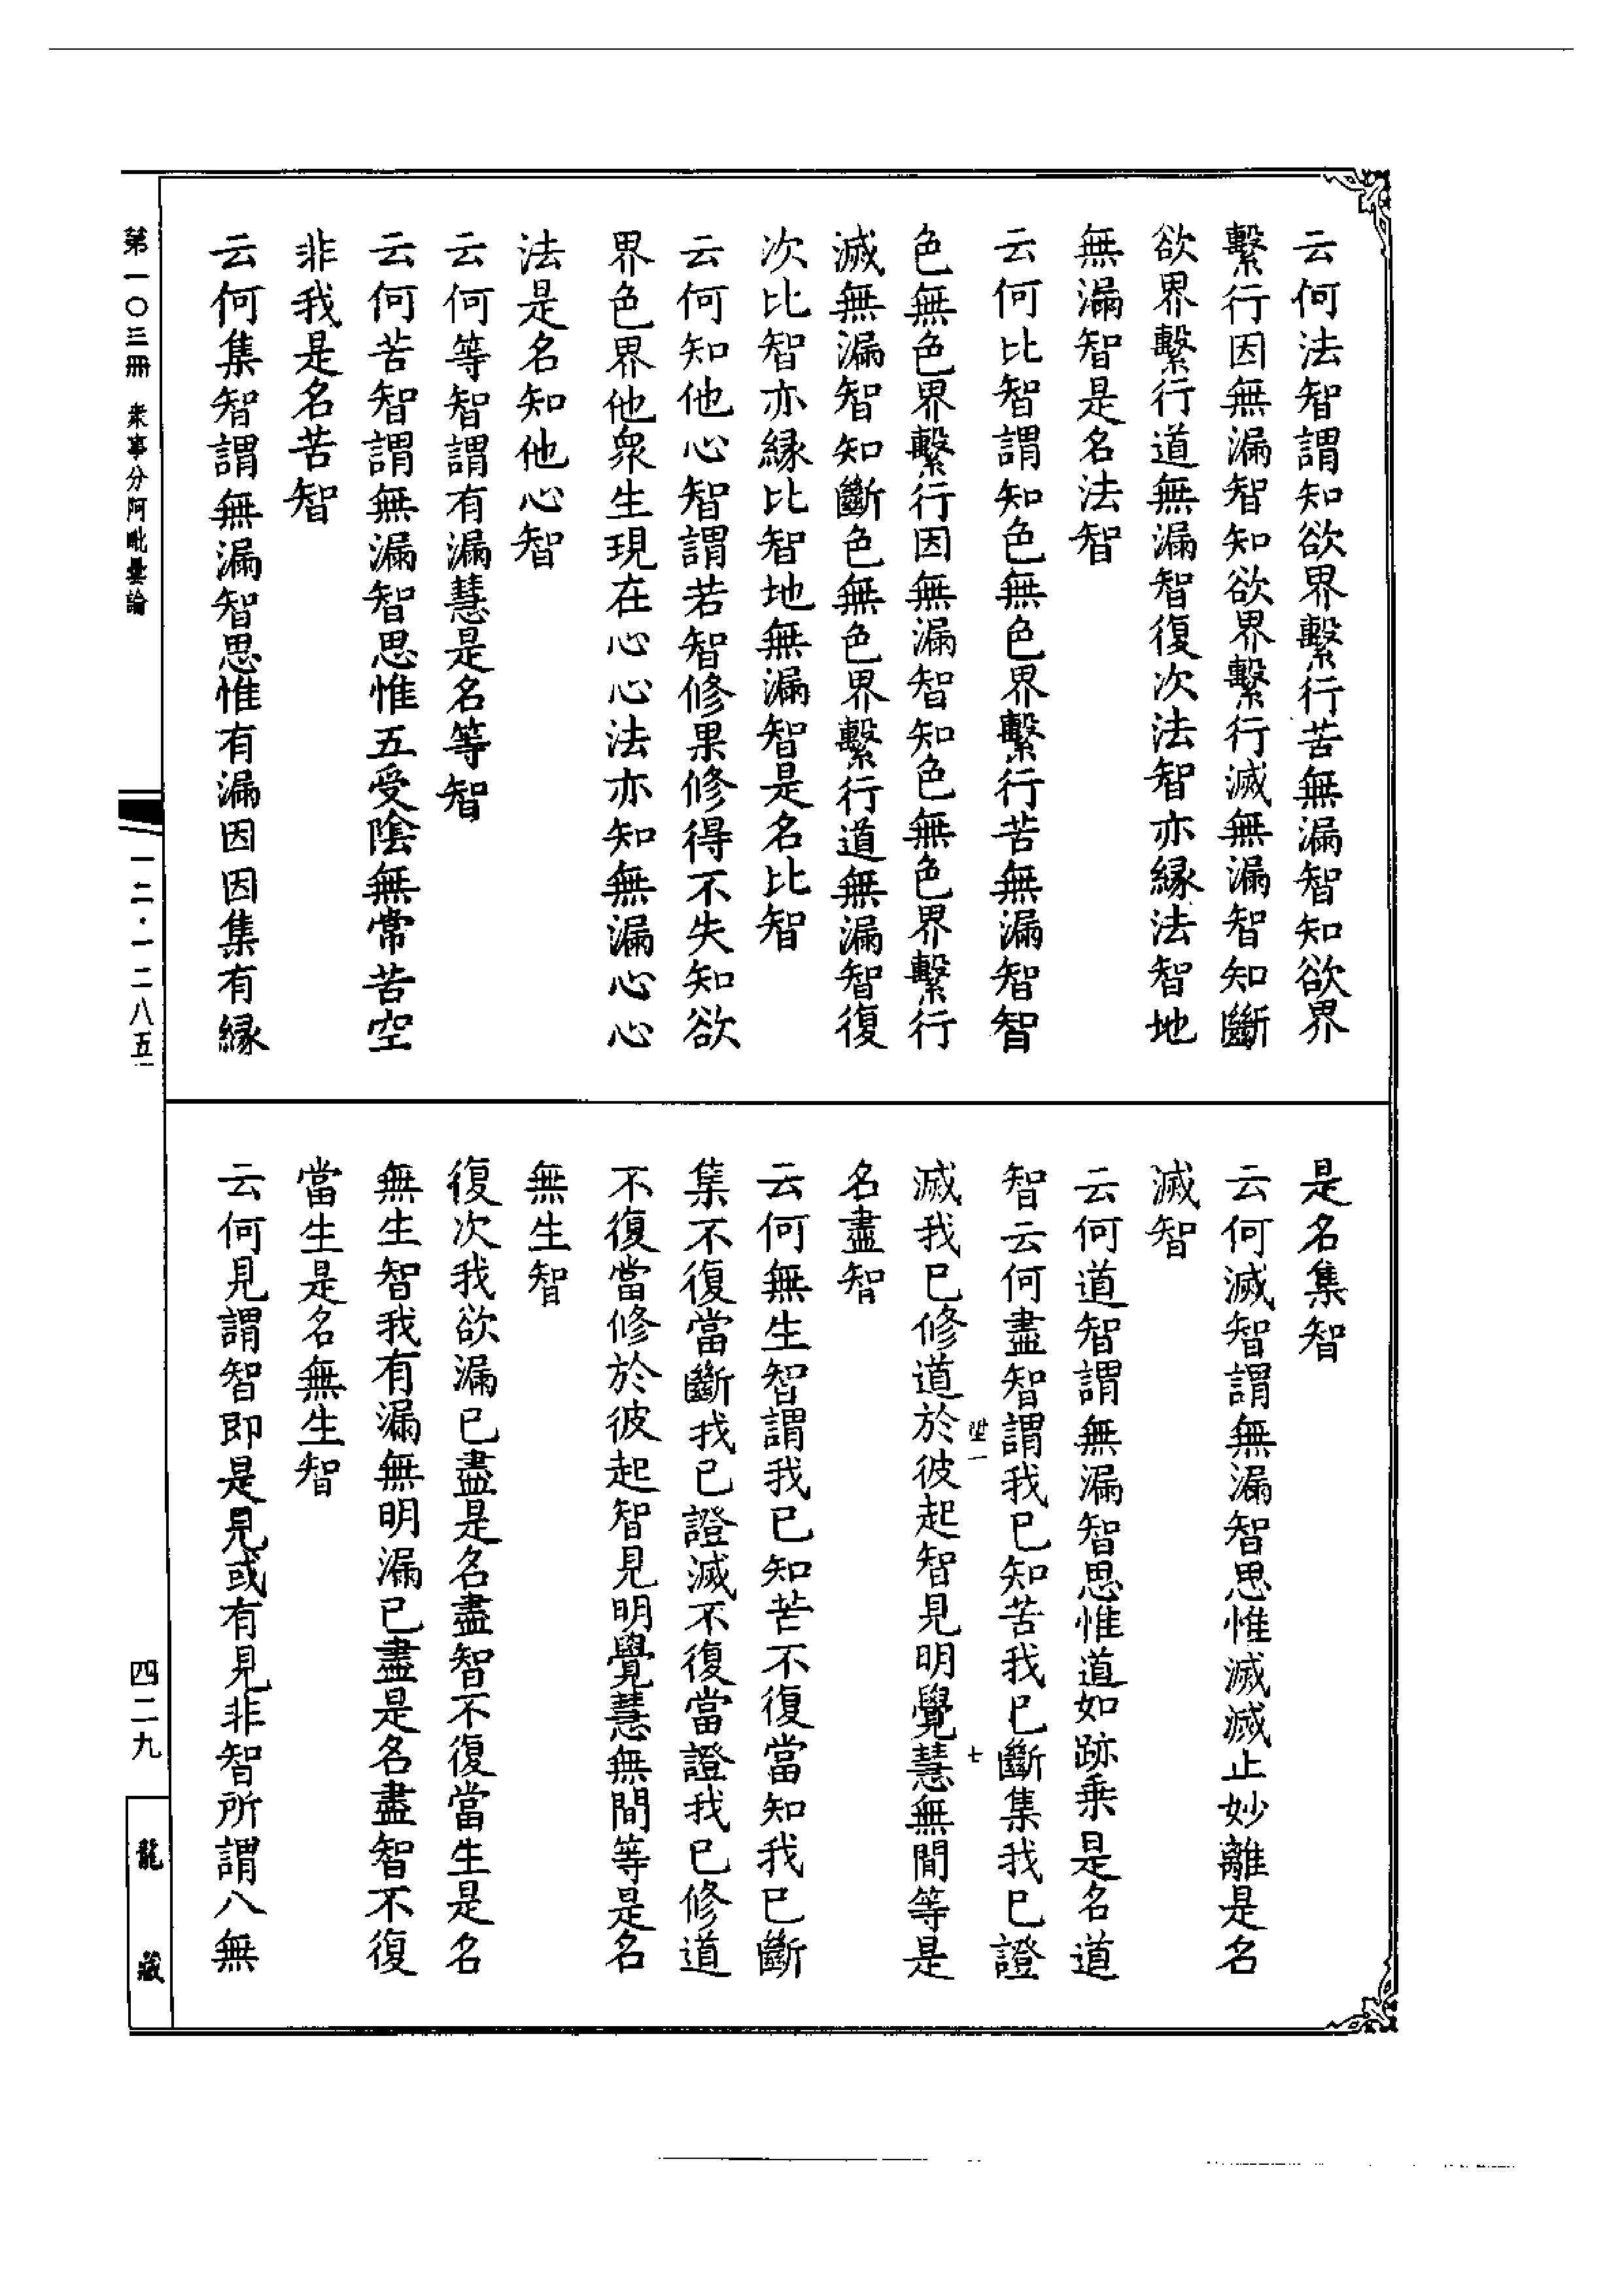 云何法智謂知欲界繫行苦無漏智知欲界
繫行因無漏智知欲界繫行滅無漏智知斷
欲界繫行道無漏智復次法智亦緣法智地
無漏智是名法智
云何比智謂知色無色界繫行苦無漏智智
色無色界繫行因無漏智知色無色界繫行
滅無漏智知斷色無色界繫行道無漏智復
次比智亦緣比智地無漏智是名比智
云何知他心智謂若智修果修得不失知欲
界色界他衆生現在心心法亦知無漏心心
法是名知他心智
云何等智謂有漏慧是名等智
云何苦智謂無漏智思惟五受陰無常苦空
非我是名苦智
云何集智謂無漏智思惟有漏因因集有緣
是名集智
云何滅智謂無漏智思惟滅滅止妙離是名
滅智
云何道智謂無漏智思惟道如跡乘是名道
智云何盡智謂我已知苦我已斷集我已證
滅我已修道於彼起智見明覺慧無間等是
名盡智
云何無生智謂我已知苦不復當知我已斷
集不復當斷我已證滅不復當證我已修道
不復當修於彼起智見明覺慧無間等是名
無生智
復次我欲漏已盡是名盡智不復當生是名
無生智我有漏無明漏已盡是名盡智不復
當生是名無生智
云何見謂智即是見或有見非智所謂八無
第一〇三冊 衆事分阿毗曇論
一二·一二八五
四二九
龍藏
一
七